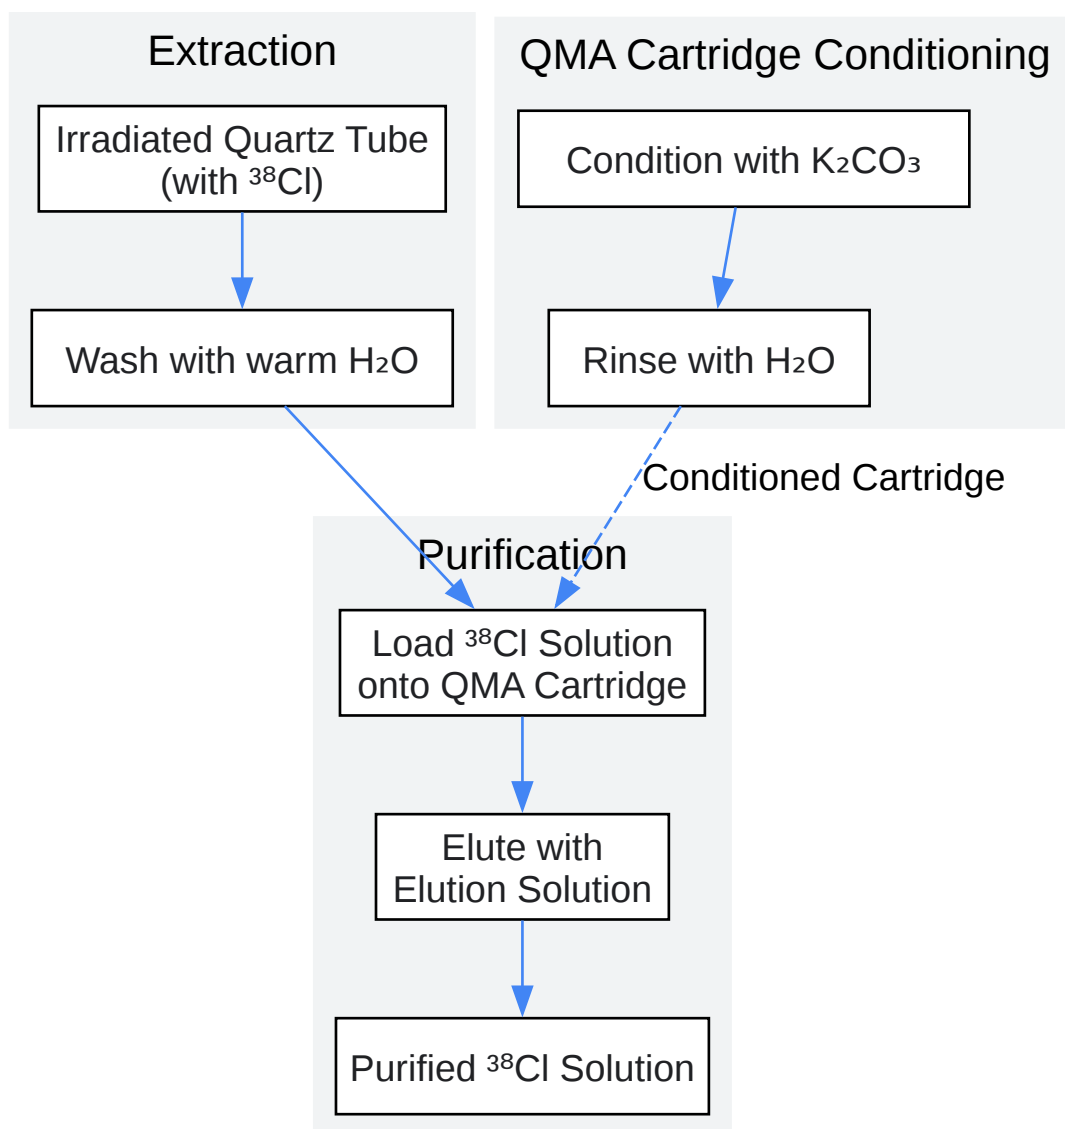 Extraction
Irradiated Quartz Tube
(with ³⁸Cl)
Wash with warm H₂O
QMA Cartridge Conditioning
Condition with K₂CO₃
Rinse with H₂O
Conditioned Cartridge
Purification
Load ³⁸Cl Solution
onto QMA Cartridge
Elute with
Elution Solution
Purified ³⁸Cl Solution